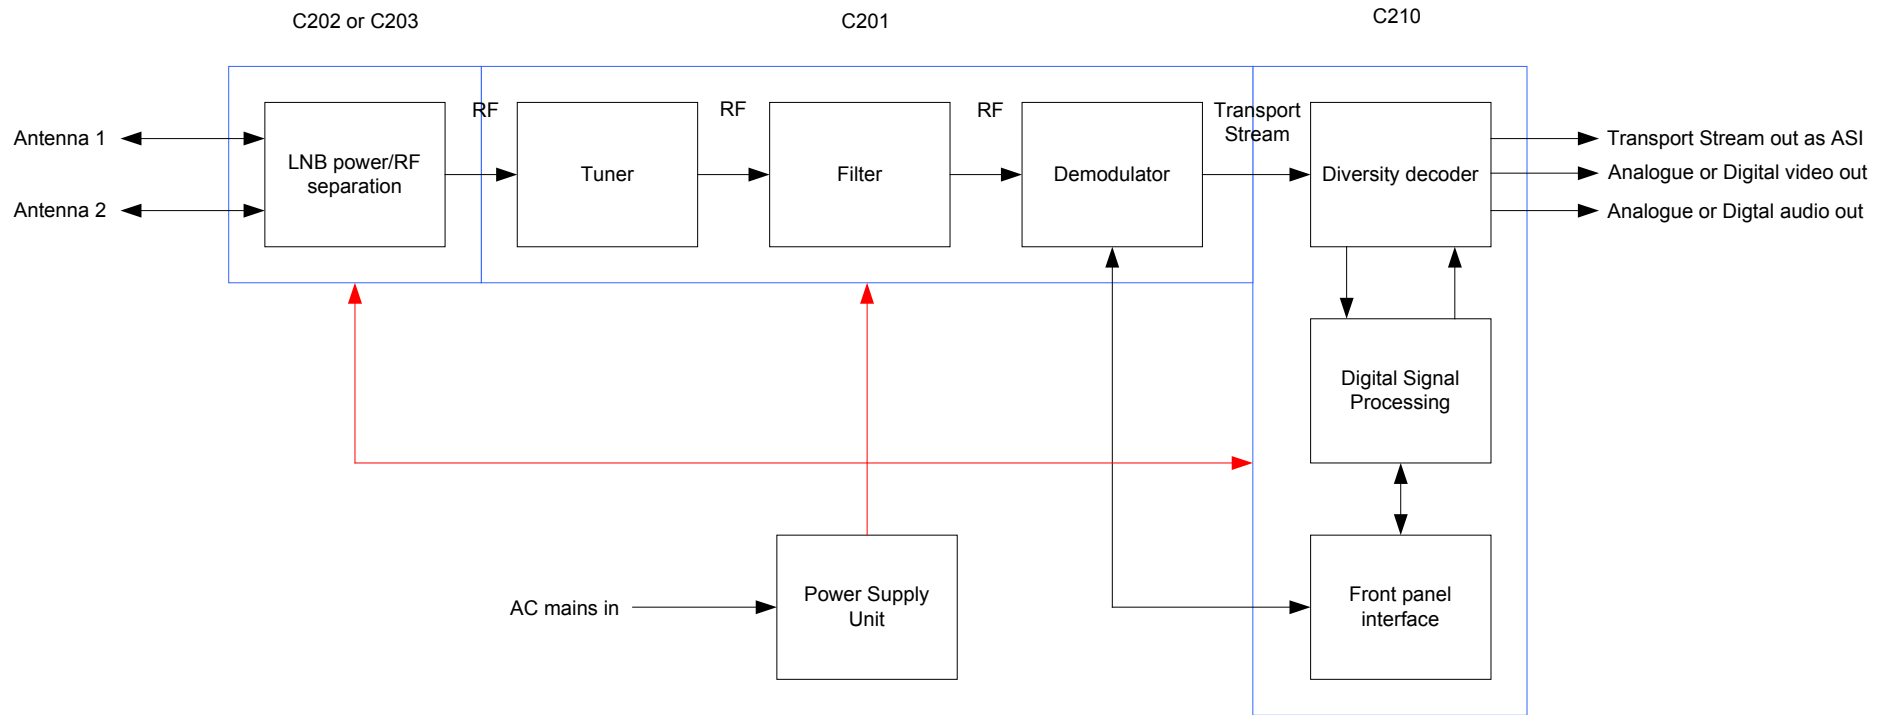 C202 or C203
C201
C210
RF
RF
RF
Transport
Stream
Antenna 1
Antenna 2
LNB power/RF
separation
Tuner
Filter
Demodulator
Diversity decoder
Transport Stream out as ASI
Analogue or Digital video out
Analogue or Digtal audio out
Digital Signal
Processing
AC mains in
Power Supply
Unit
Front panel
interface